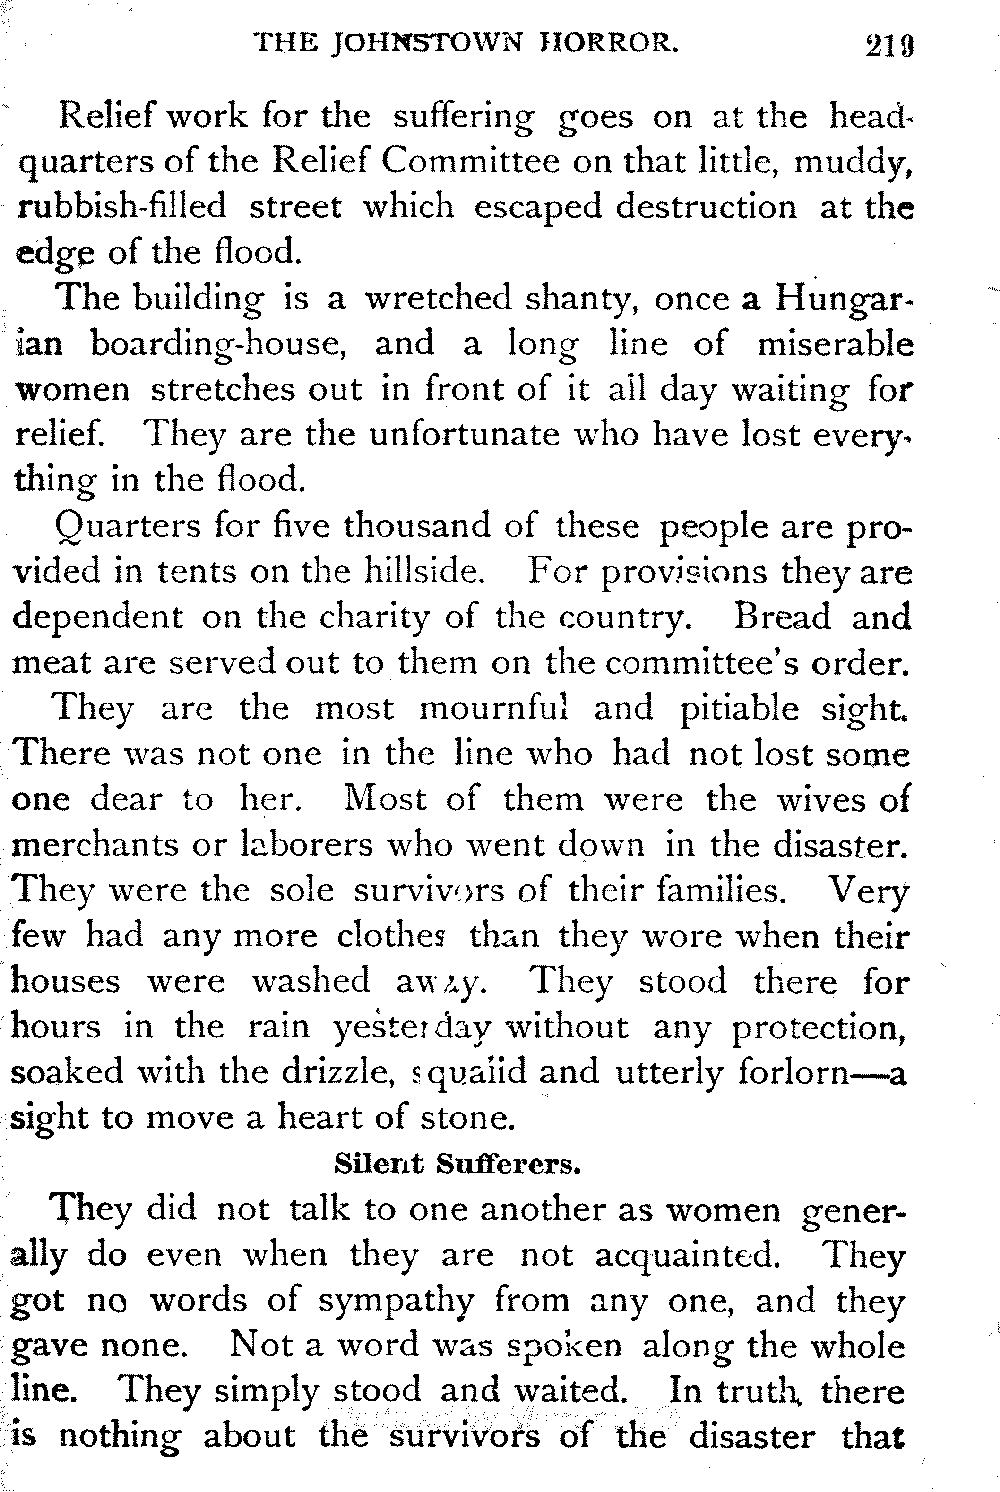 THE JOHNSTOWN HORROR. 219
Relief work for the suffering goes on at the head-
quarters of the Relief Committee on that little, muddy,
rubbish-filled street which escaped destruction at the
edge of the flood.
The building is a wretched shanty, once a Hungar-
ian boarding-house, and a long line of miserable
women stretches out in front of it all day waiting for
relief. They are the unfortunate who have lost every-
thing in the flood.
Quarters for five thousand of these people are pro-
vided in tents on the hillside. For provisions they are
dependent on the charity of the country. Bread and
meat are served out to them on the committee's order.
They are the most mournful and pitiable sight.
There was not one in the line who had not lost some
one dear to her. Most of them were the wives of
merchants or laborers who went down in the disaster.
They were the sole survivors of their families. Very
few had any more clothes than they wore when their
houses were washed away. They stood there for
hours in the rain yesterday without any protection,
soaked with the drizzle, squalid and utterly forlorn—a
sight to move a heart of stone.
Silent Sufferers.
They did not talk to one another as women gener-
ally do even when they are not acquainted. They
got no words of sympathy from any one, and they
gave none. Not a word was spoken along the whole
line. They simply stood and waited. In truth, there
is nothing about the survivors of the disaster that